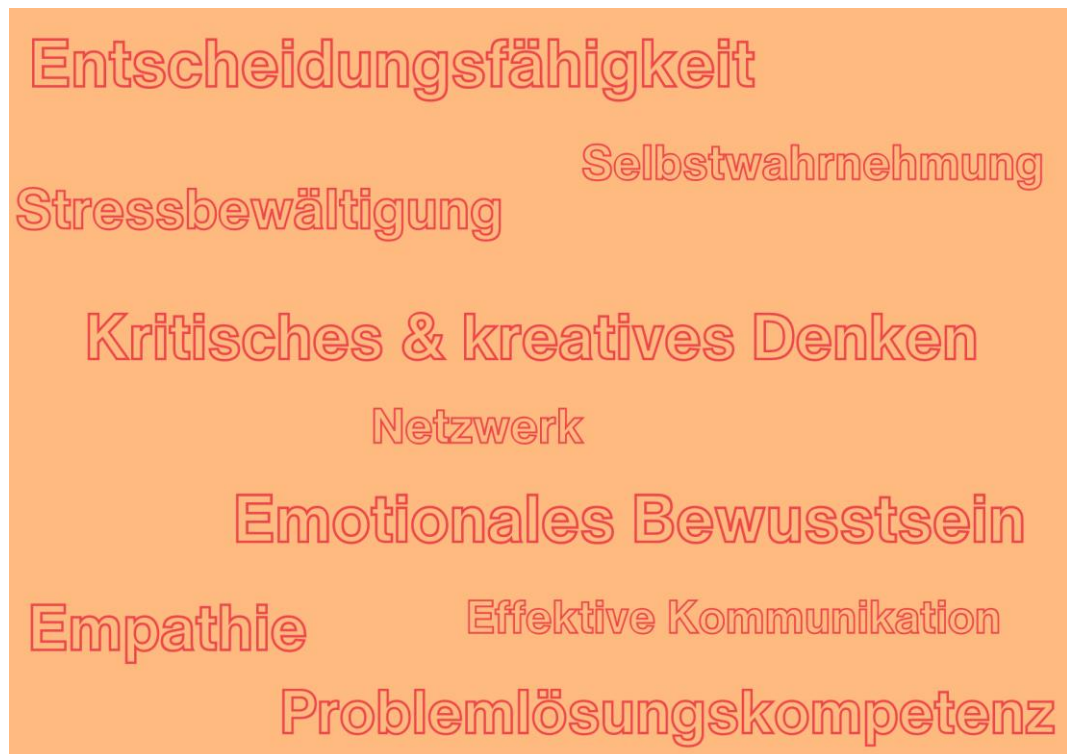 Entscheidungsfähigkeit
Selbstwahrnehmung
Stressbewältigung
Kritisches & kreatives Denken
Netzwerk
Emotionales Bewusstsein
Effektive Kommunikation
Empathie
Problemlösungskompetenz